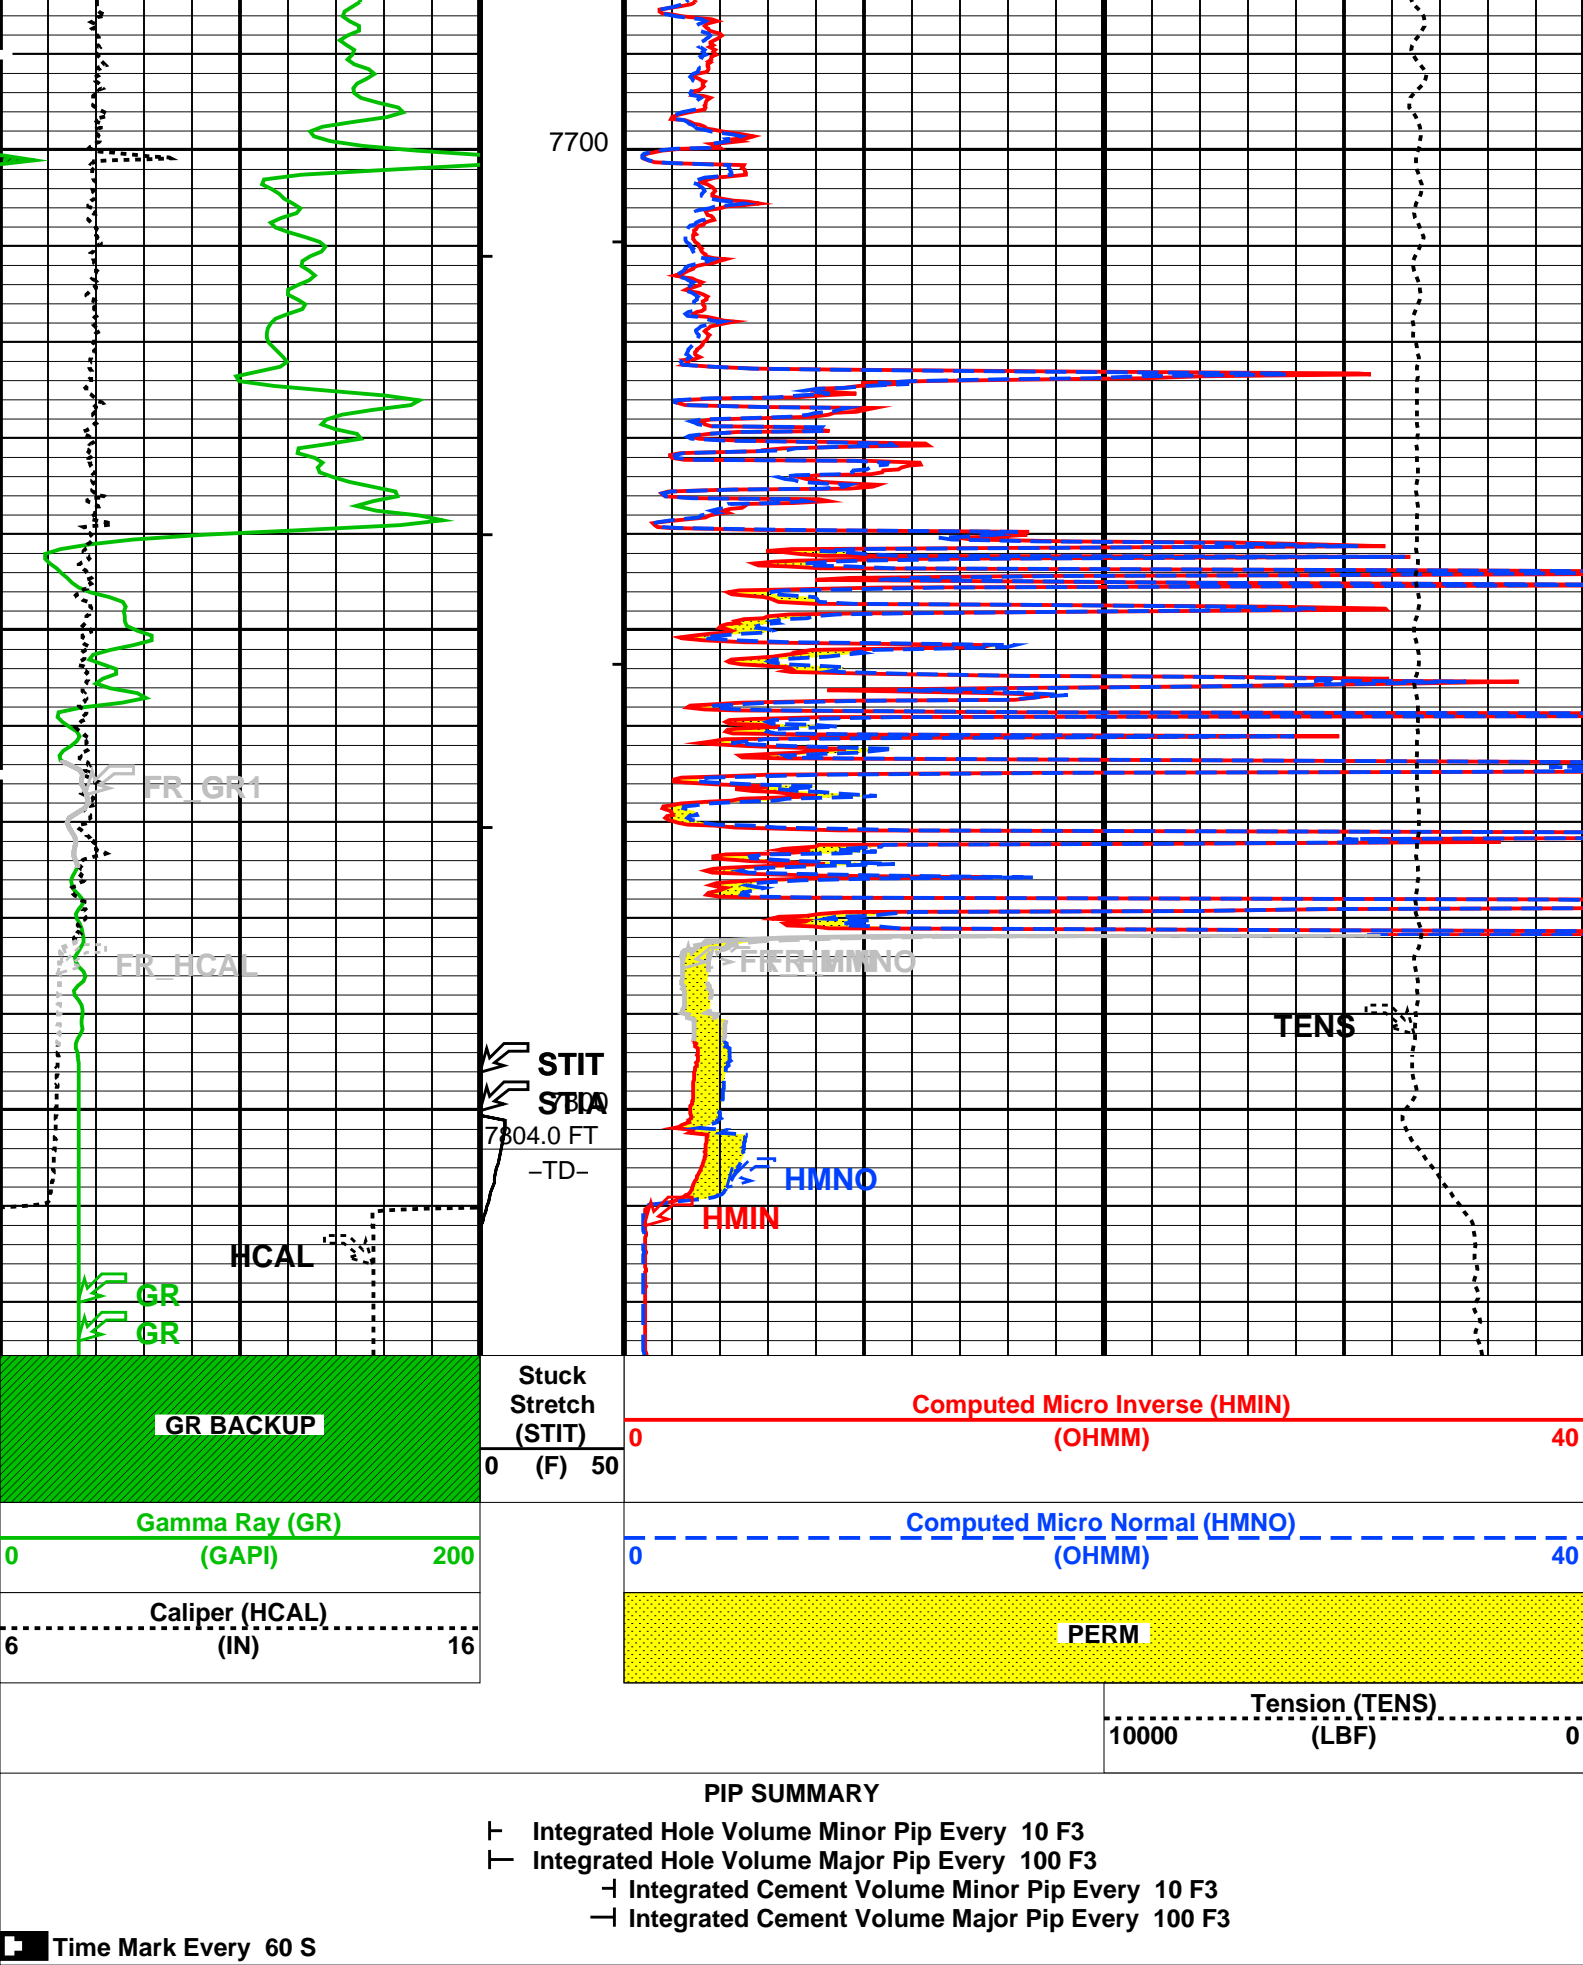 7700
FR_GR1
FR_HCAL
TENS
STIT
STIA
7804.0 FT
–TD–
HMNO
HMIN
HCAL
GR
GR
GR BACKUP
Stuck
Stretch
(STIT)
0 (F) 50
Computed Micro Inverse (HMIN)
0 (OHMM) 40
Gamma Ray (GR)
0 (GAPI) 200
Computed Micro Normal (HMNO)
0 (OHMM) 40
Caliper (HCAL)
6 (IN) 16
PERM
Tension (TENS)
10000 (LBF) 0
PIP SUMMARY
Integrated Hole Volume Minor Pip Every 10 F3
Integrated Hole Volume Major Pip Every 100 F3
Integrated Cement Volume Minor Pip Every 10 F3
Integrated Cement Volume Major Pip Every 100 F3
Time Mark Every 60 S